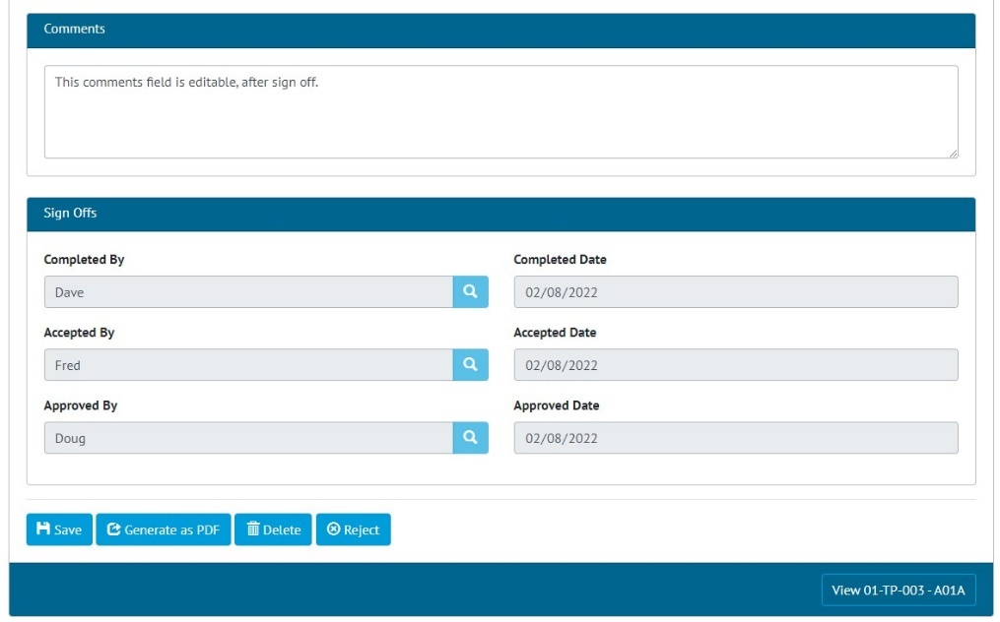 Comments
This comments field is editable, after sign off.
Sign Offs
Completed By Completed Date
Dave 02/08/2022
Accepted By Accepted Date
Fred 02/08/2022
Approved By Approved Date
Doug 02/08/2022
Save Generate as PDF Delete Reject
View 01-TP-003 - A01A